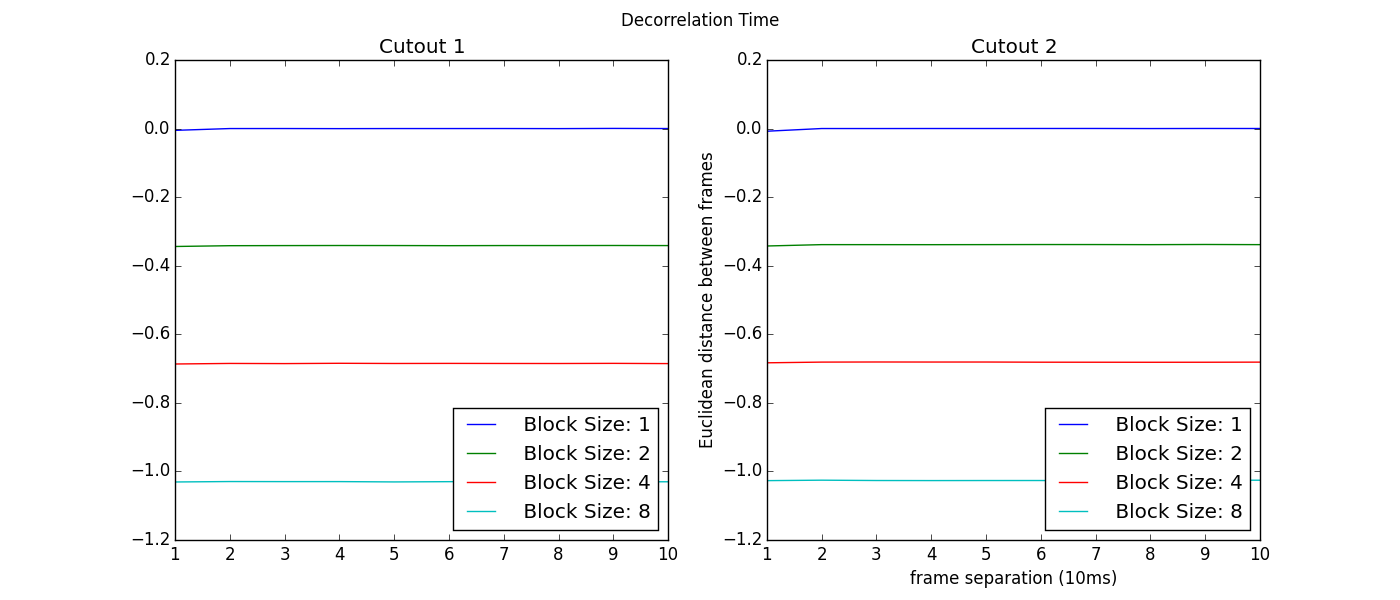 Decorrelation Time
Cutout 1
0.2
0.0
−0.2
−0.4
−0.6
−0.8
−1.0
−1.2
1 2 3 4 5 6 7 8 9 10
Block Size: 1
Block Size: 2
Block Size: 4
Block Size: 8
Cutout 2
Euclidean distance between frames
0.2
0.0
−0.2
−0.4
−0.6
−0.8
−1.0
−1.2
1 2 3 4 5 6 7 8 9 10
frame separation (10ms)
Block Size: 1
Block Size: 2
Block Size: 4
Block Size: 8